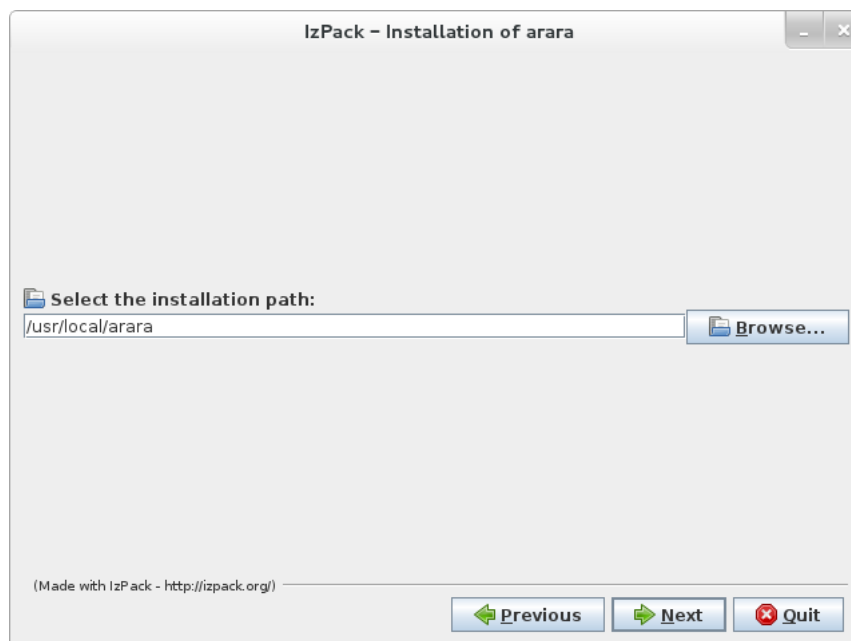 IzPack – Installation of arara
Select the installation path:
/usr/local/arara
Browse...
(Made with IzPack - http://izpack.org/)
Previous
Next
Quit